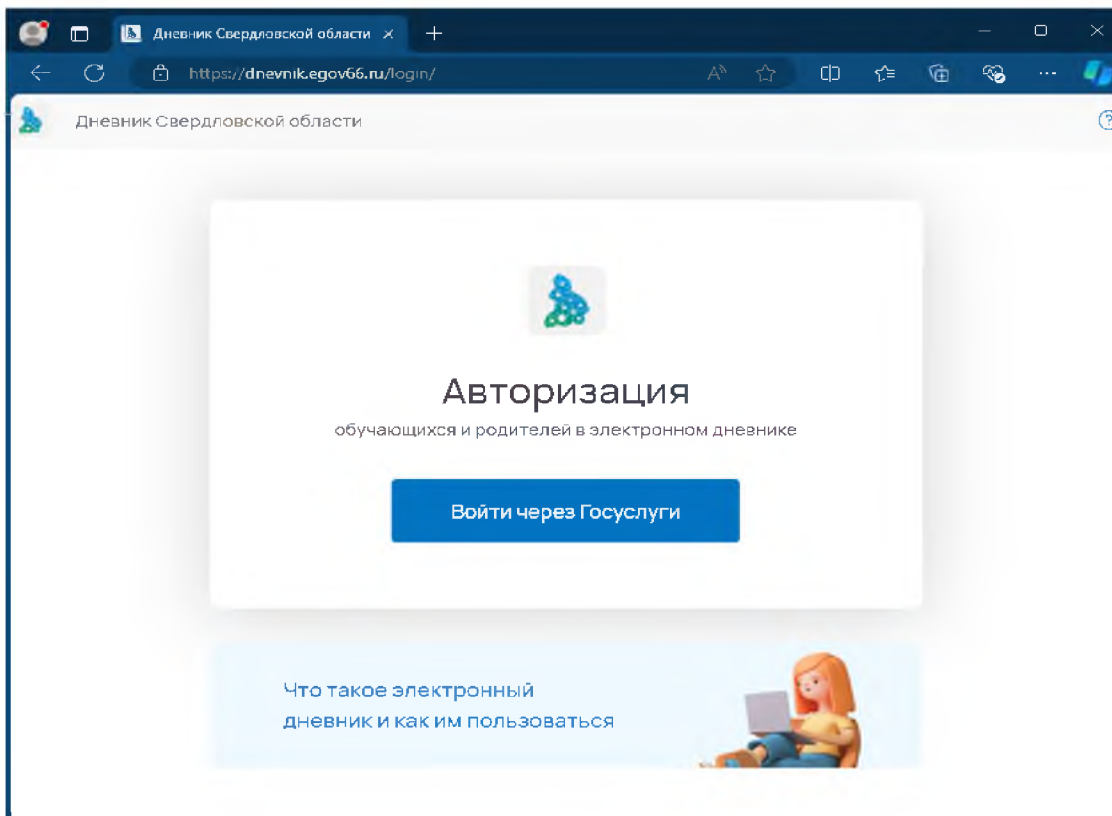 Дневник Свердловской области
https://dnevnik.egov66.ru/login/
Дневник Свердловской области
Авторизация
обучающихся и родителей в электронном дневнике
Войти через Госуслуги
Что такое электронный
дневник и как им пользоваться